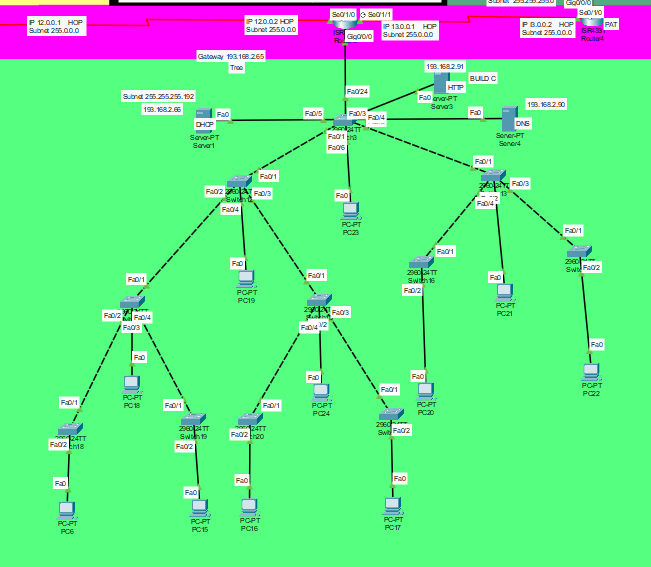 Subnet 255.255.255.0
Gig0/0/0
IP 12.0.0.1 HOP
Subnet 255.0.0.0
IP 12.0.0.2 HOP
Subnet 255.0.0.0
Se0/1/0
Se0/1/1
ISR4331
IP 13.0.0.1 HOP
Subnet 255.0.0.0
IP 13.0.0.2 HOP
Subnet 255.0.0.0
Se0/1/0
PAT
ISR4331
Router4
Gig0/0/0
Gateway 193.168.2.65
Tree
193.168.2.91
BUILD C
HTTP
Server-PT
Server3
Fa0
Subnet 255.255.255.192
193.168.2.66
Fa0/24
193.168.2.90
Fa0
DHCP
Server-PT
Server1
Fa0/5
Fa0/3
Fa0/4
Fa0
DNS
Server-PT
Server4
Fa0/1
Fa0/6
Fa0/1
Fa0/2
Fa0/3
Fa0/4
Fa0
PC-PT
PC23
Fa0/1
Fa0/3
Fa0/4
Fa0
PC-PT
PC19
Fa0/1
2960-24TT
Switch16
Fa0/2
Fa0
PC-PT
PC21
Fa0/1
Fa0/2
Fa0/1
Fa0/2
Fa0/4
Fa0/3
Fa0/1
Fa0/3
Fa0/4
Fa0
PC-PT
PC18
Fa0
PC-PT
PC24
Fa0
PC-PT
PC20
Fa0
PC-PT
PC22
Fa0/1
2960-24TT
Fa0/2
Fa0/1
2960-24TT
Switch19
Fa0/2
Fa0/1
2960-24TT
Fa0/2
Fa0/1
Fa0/2
Fa0
PC-PT
PC6
Fa0
PC-PT
PC15
Fa0
PC-PT
PC16
Fa0
PC-PT
PC17